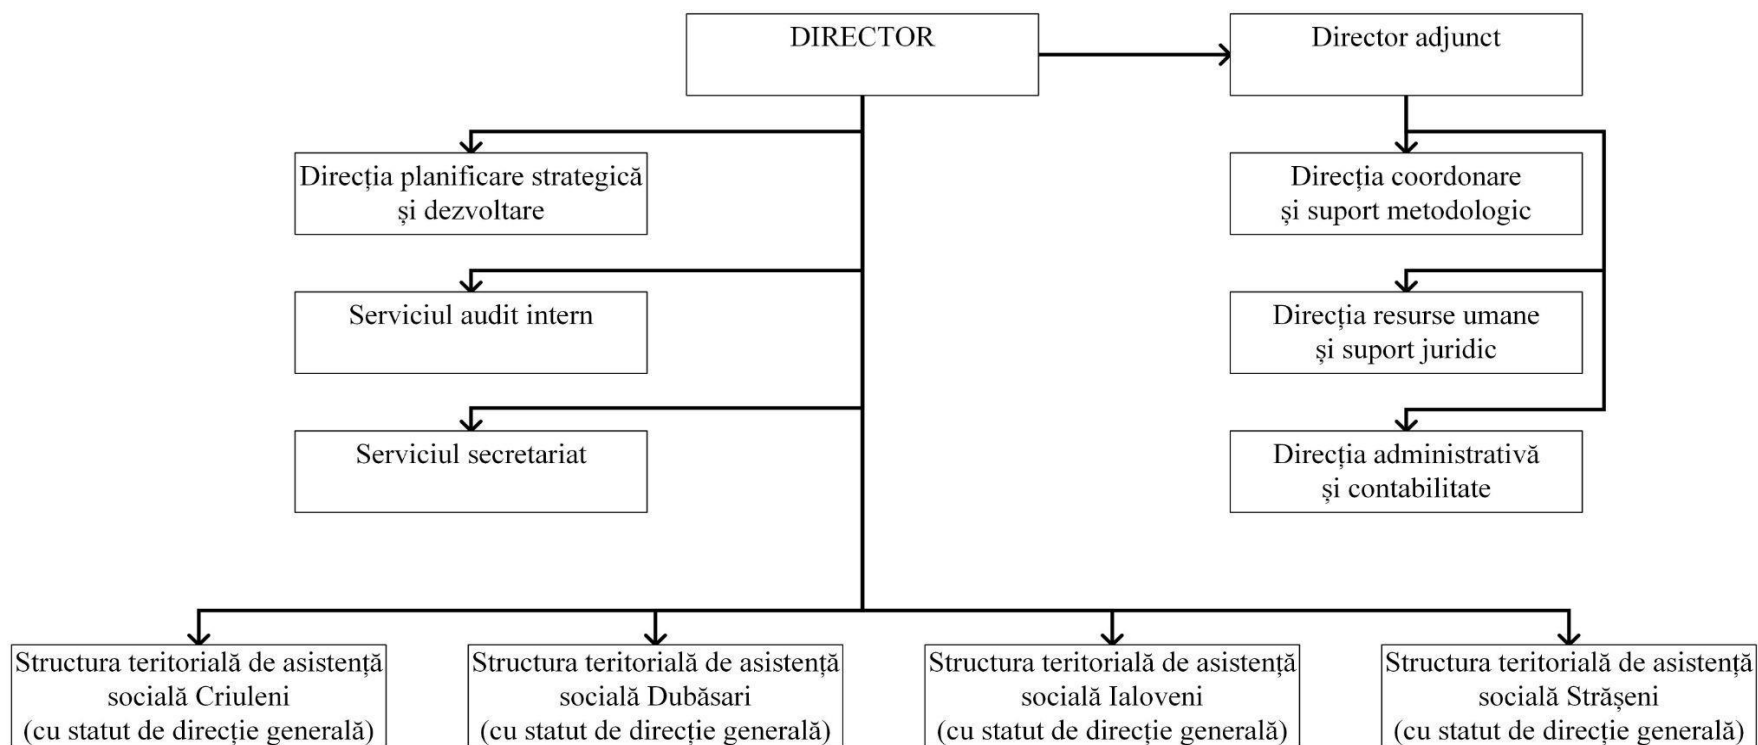 DIRECTOR
Director adjunct
Direcția planificare strategică
și dezvoltare
Direcția coordonare
și suport metodologic
Serviciul audit intern
Direcția resurse umane
și suport juridic
Serviciul secretariat
Direcția administrativă
și contabilitate
Structura teritorială de asistență
socială Criuleni
(cu statut de direcție generală)
Structura teritorială de asistență
socială Dubăsari
(cu statut de direcție generală)
Structura teritorială de asistență
socială Ialoveni
(cu statut de direcție generală)
Structura teritorială de asistență
socială Strășeni
(cu statut de direcție generală)